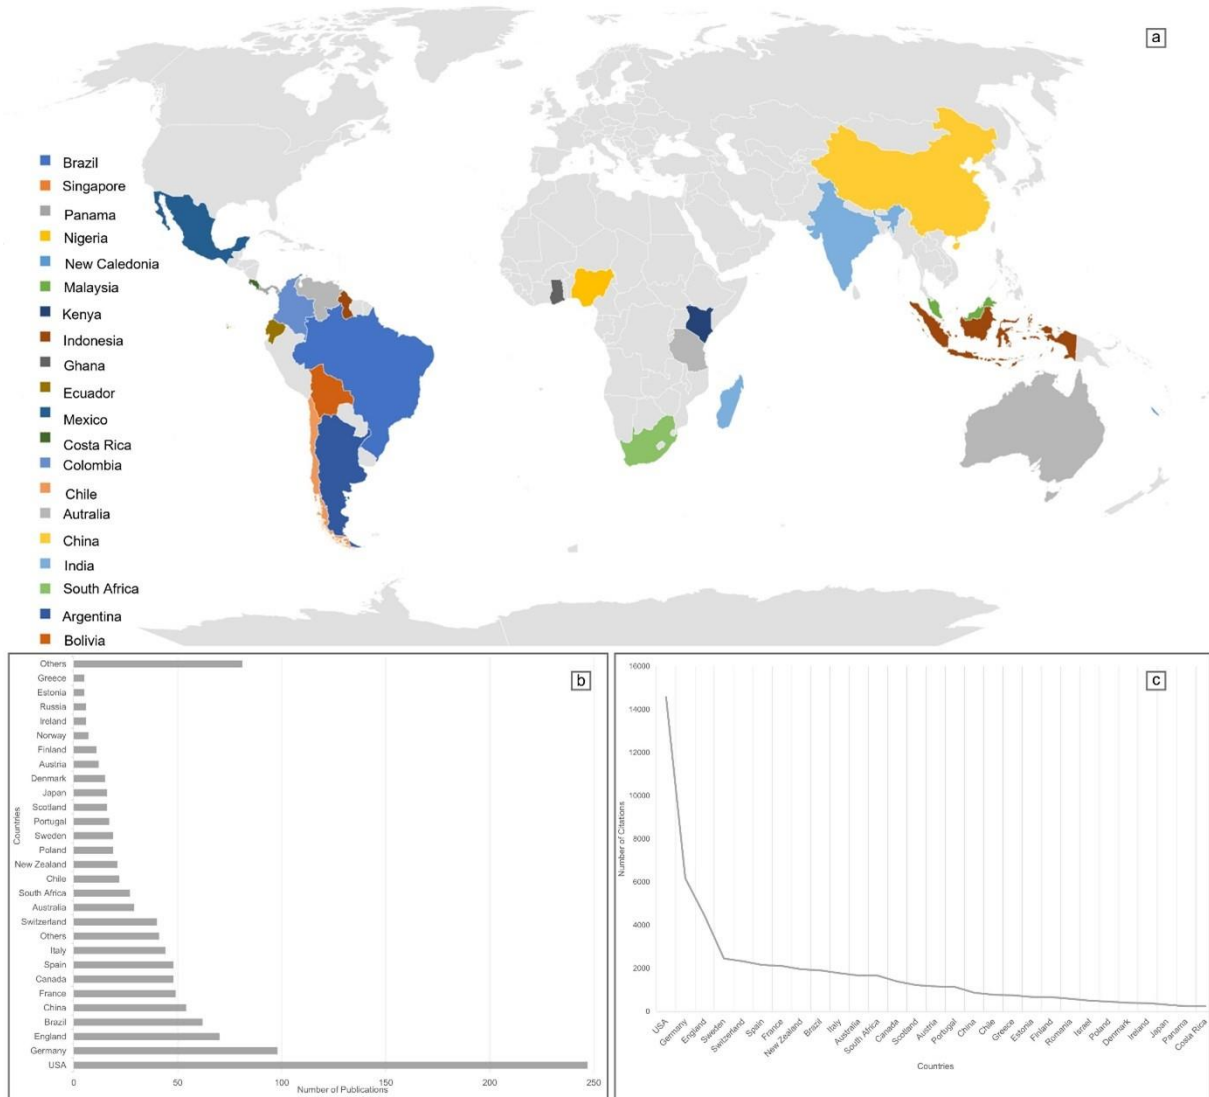 a
Brazil
Singapore
Panama
Nigeria
New Caledonia
Malaysia
Kenya
Indonesia
Ghana
Ecuador
Mexico
Costa Rica
Colombia
Chile
Autralia
China
India
South Africa
Argentina
Bolivia
b
Countries
Others
Greece
Estonia
Russia
Ireland
Norway
Finland
Austria
Denmark
Japan
Scotland
Portugal
Sweden
Poland
New Zealand
Chile
South Africa
Australia
Switzerland
Others
Italy
Spain
Canada
France
China
Brazil
England
Germany
USA
0 50 100 150 200 250
Number of Publications
c
Number of Citations
16000
14000
12000
10000
8000
6000
4000
2000
0
USA
Germany
England
Sweden
Switzerland
Spain
France
New Zealand
Brazil
Italy
Australia
South Africa
Canada
Scotland
Austria
Portugal
China
Chile
Greece
Estonia
Finland
Romania
Israel
Poland
Denmark
Ireland
Japan
Panama
Costa Rica
Countries